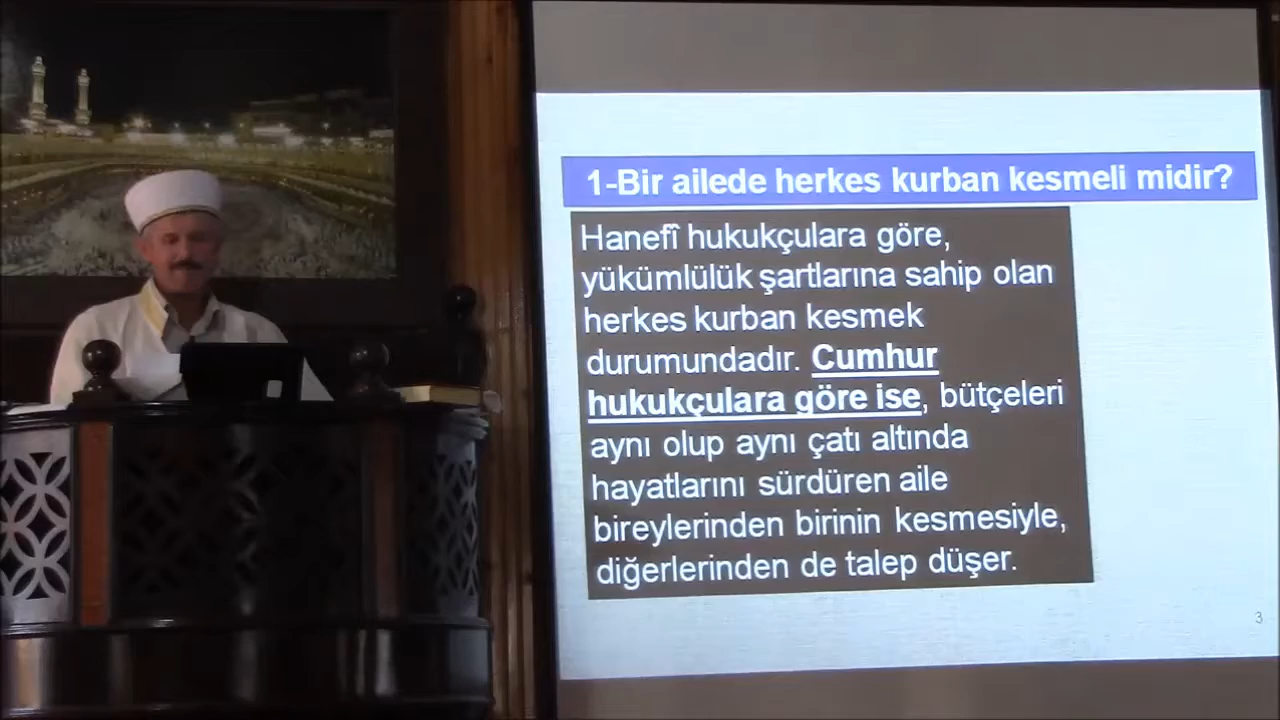 1-Bir ailede herkes kurban kesmeli midir?
Hanefî hukukçulara göre,
yükümlülük şartlarına sahip olan
herkes kurban kesmek
durumundadır. Cumhur
hukukçulara göre ise, bütçeleri
aynı olup aynı çatı altında
hayatlarını sürdüren aile
bireylerinden birinin kesmesiyle,
diğerlerinden de talep düşer.
3